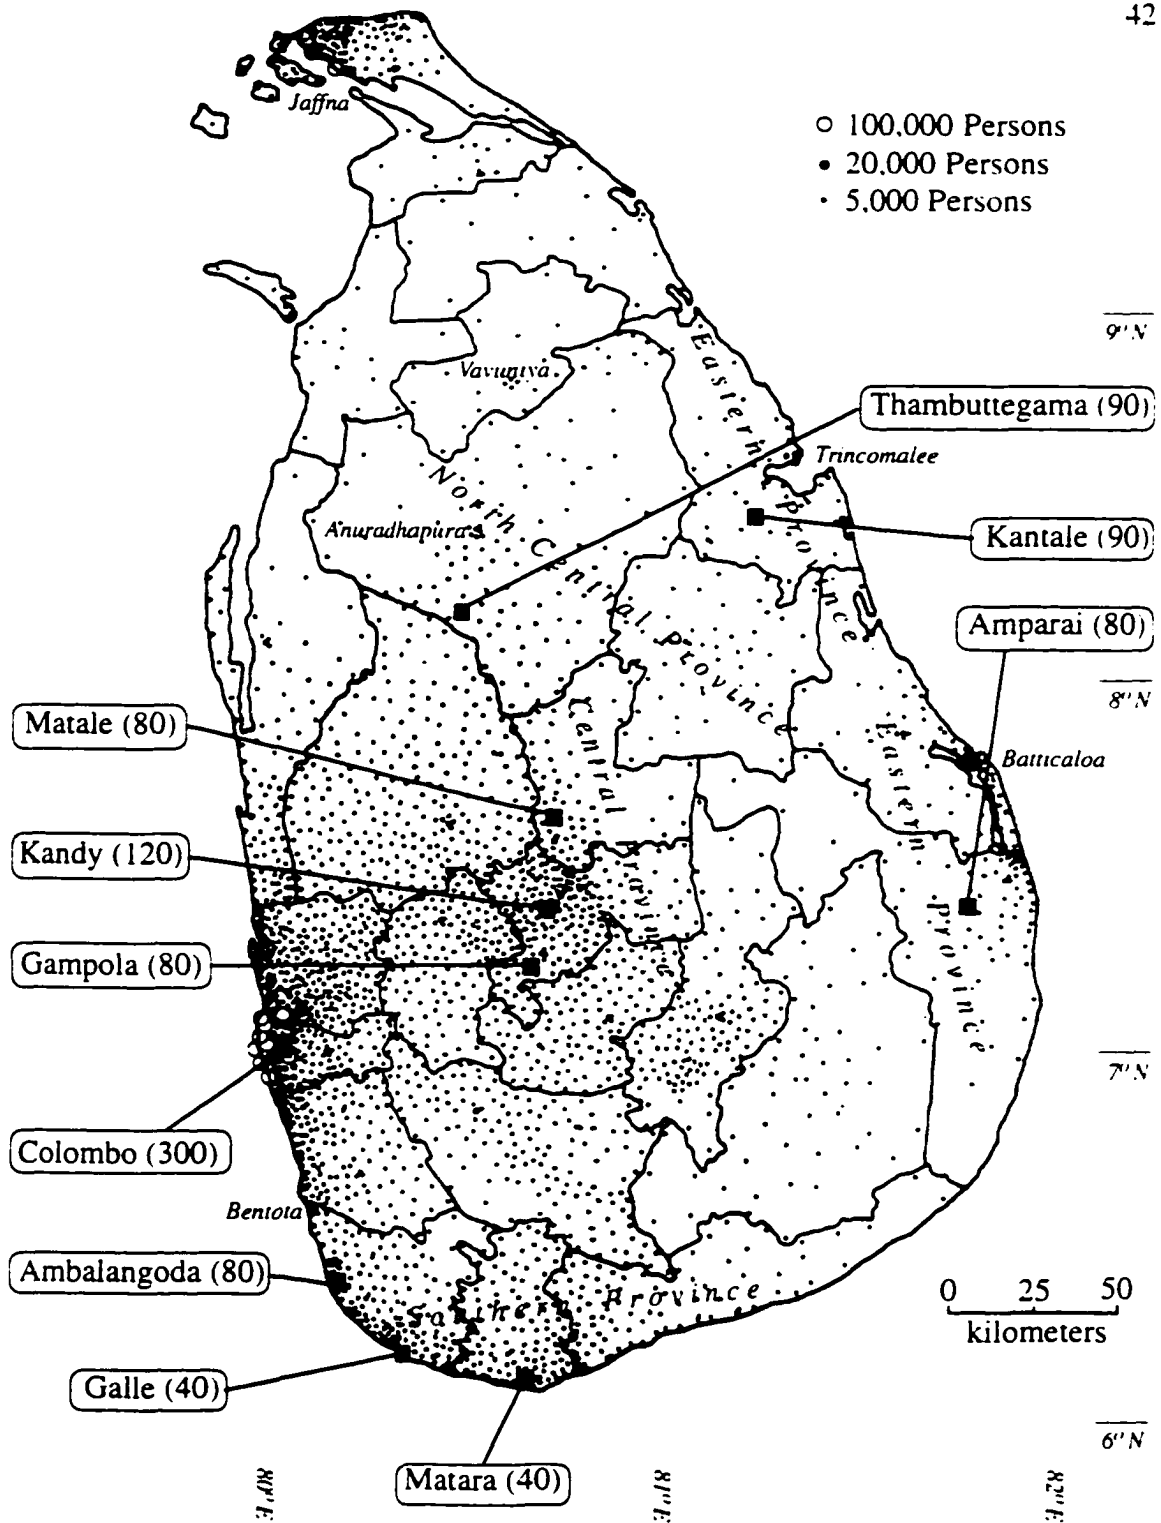 42
Jaffna
○ 100,000 Persons
● 20,000 Persons
· 5,000 Persons
9°N
Eastern Province
Vavuniya
Thambuttegama (90)
Trincomalee
North Central Province
Anuradhapura
Kantale (90)
Amparai (80)
8°N
Matale (80)
Central Province
Eastern Province
Batticaloa
Kandy (120)
Gampola (80)
7°N
Colombo (300)
Bentota
Ambalangoda (80)
Southern Province
0 25 50
kilometers
Galle (40)
6°N
Matara (40)
80°E
81°E
82°E